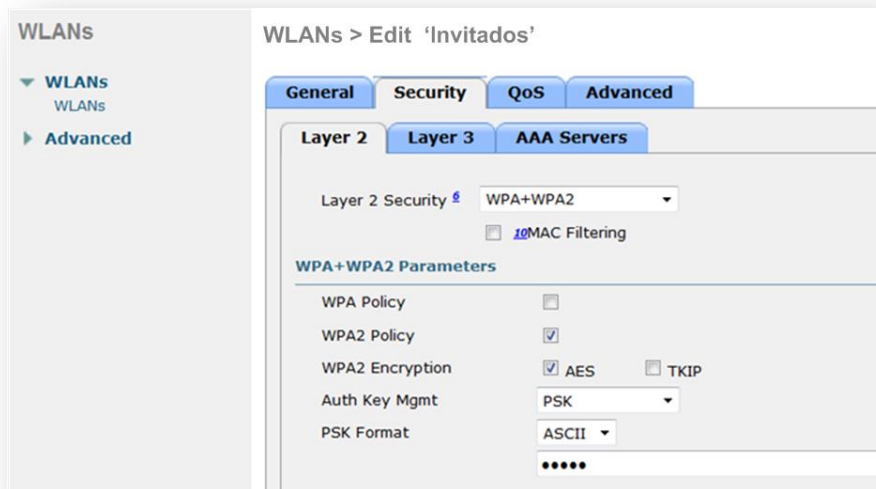 WLANs
WLANs > Edit ‘Invitados’
WLANs
WLANs
Advanced
General Security QoS Advanced
Layer 2 Layer 3 AAA Servers
Layer 2 Security 6 WPA+WPA2
10MAC Filtering
WPA+WPA2 Parameters
WPA Policy
WPA2 Policy
WPA2 Encryption AES TKIP
Auth Key Mgmt PSK
PSK Format ASCII
•••••